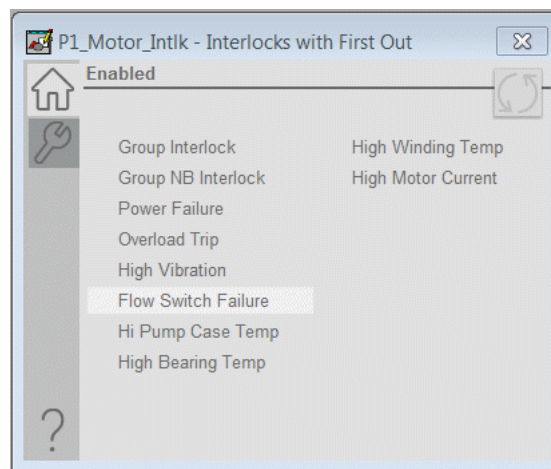 P1_Motor_Intlk - Interlocks with First Out
Enabled
Group Interlock
Group NB Interlock
Power Failure
Overload Trip
High Vibration
Flow Switch Failure
Hi Pump Case Temp
High Bearing Temp
High Winding Temp
High Motor Current
?